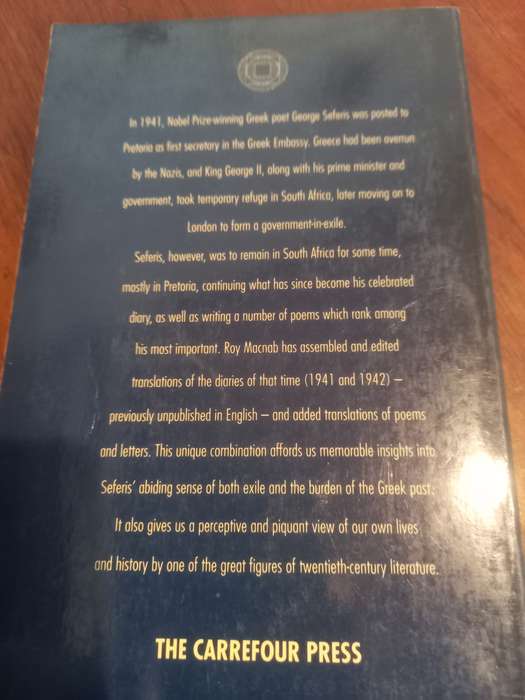 In 1941, Nobel Prize-winning Greek poet George Seferis was posted to
Pretoria as first secretary in the Greek Embassy. Greece had been overrun
by the Nazis, and King George II, along with his prime minister and
government, took temporary refuge in South Africa, later moving on to
London to form a government-in-exile.
Seferis, however, was to remain in South Africa for some time,
mostly in Pretoria, continuing what has since become his celebrated
diary, as well as writing a number of poems which rank among
his most important. Roy Macnab has assembled and edited
translations of the diaries of that time (1941 and 1942) –
previously unpublished in English – and added translations of poems
and letters. This unique combination affords us memorable insights into
Seferis' abiding sense of both exile and the burden of the Greek past.
It also gives us a perceptive and piquant view of our own lives
and history by one of the great figures of twentieth-century literature.
THE CARREFOUR PRESS